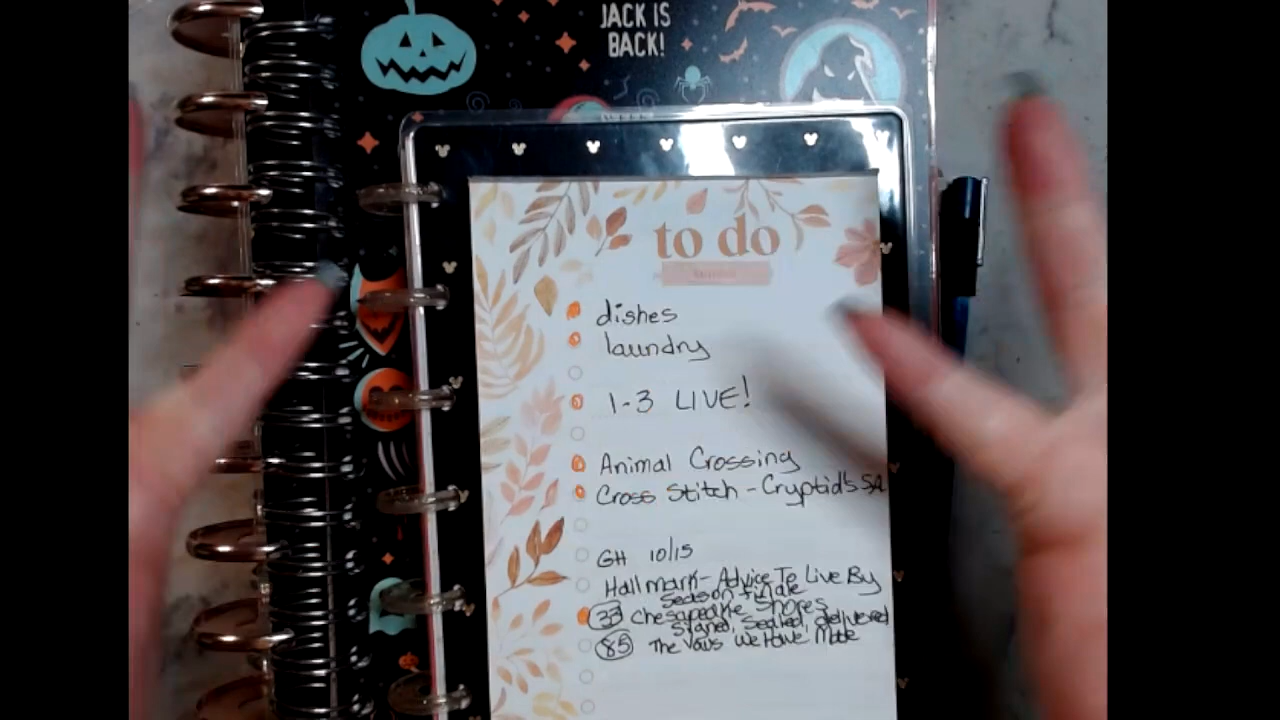 JACK IS
BACK!
WEEK
to do
dishes
laundry
1-3 LIVE!
Animal Crossing
Cross Stitch - Cryptid's SA
GH 10/15
Hallmark - Advice To Live By
Season finale
33 Chesapeake Shores
Signed, Sealed, delivered
85 The Vows We Have Made